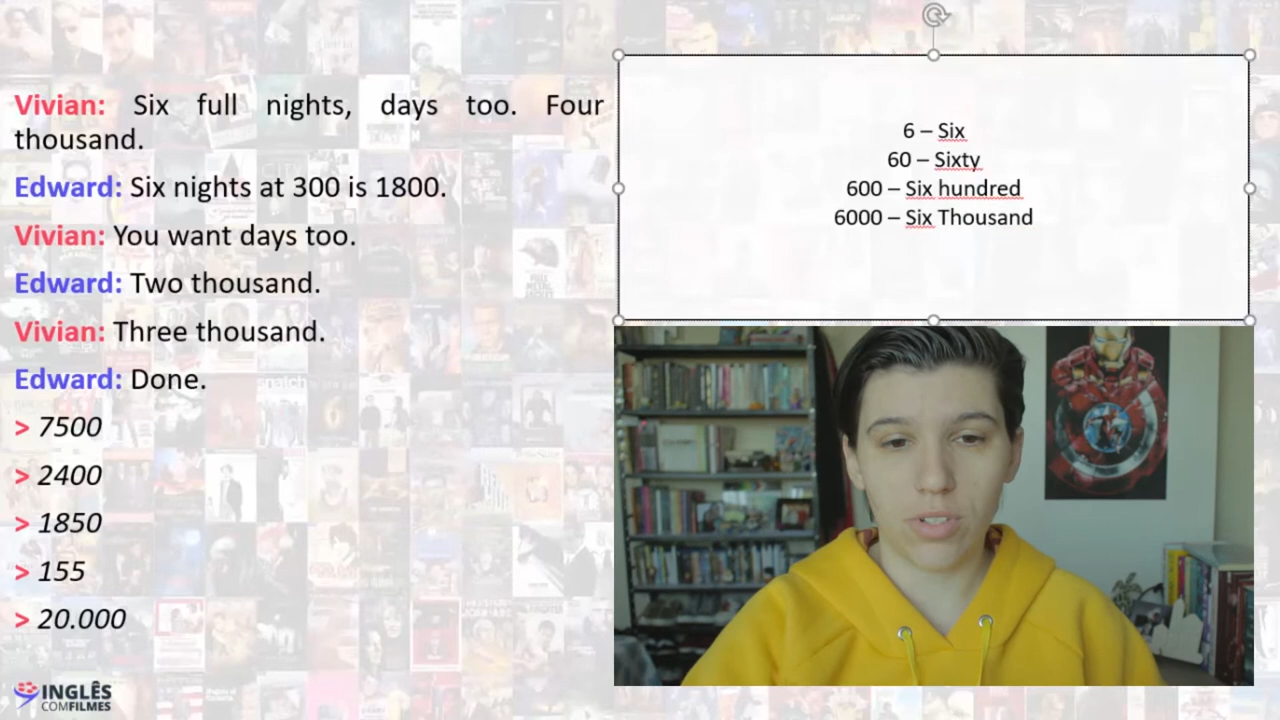 Vivian: Six full nights, days too. Four
thousand.
Edward: Six nights at 300 is 1800.
Vivian: You want days too.
Edward: Two thousand.
Vivian: Three thousand.
Edward: Done.
> 7500
> 2400
> 1850
> 155
> 20.000
INGLÊS
COMFILMES
6 – Six
60 – Sixty
600 – Six hundred
6000 – Six Thousand